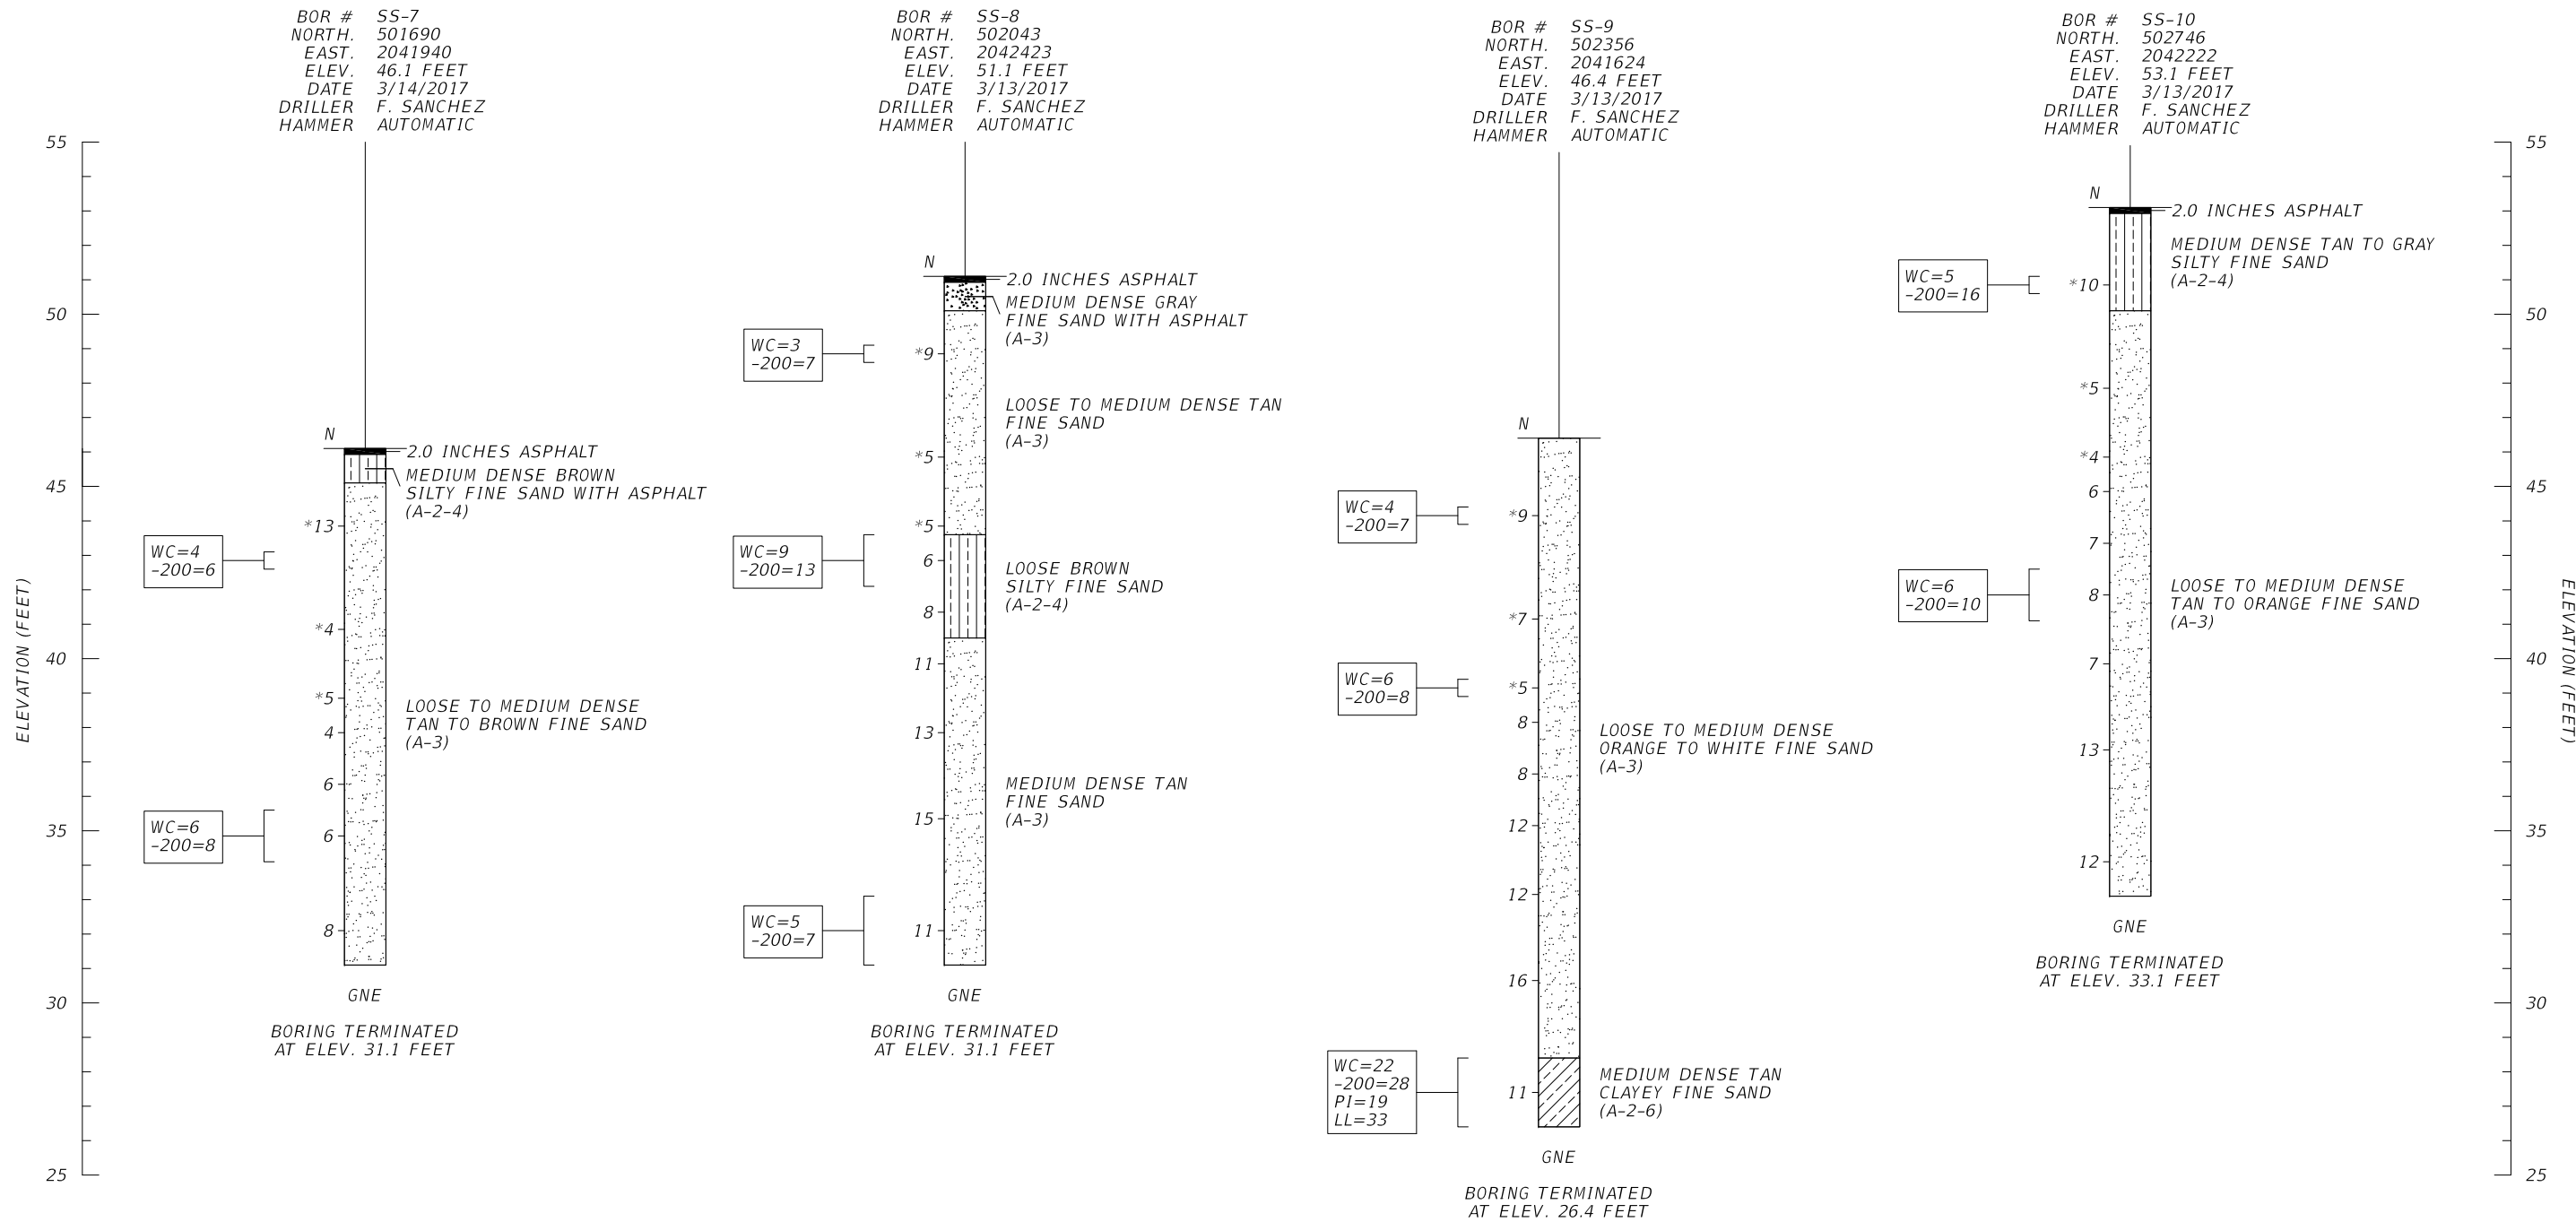 BOR # SS-7
NORTH. 501690
EAST. 2041940
ELEV. 46.1 FEET
DATE 3/14/2017
DRILLER F. SANCHEZ
HAMMER AUTOMATIC
BOR # SS-8
NORTH. 502043
EAST. 2042423
ELEV. 51.1 FEET
DATE 3/13/2017
DRILLER F. SANCHEZ
HAMMER AUTOMATIC
BOR # SS-9
NORTH. 502356
EAST. 2041624
ELEV. 46.4 FEET
DATE 3/13/2017
DRILLER F. SANCHEZ
HAMMER AUTOMATIC
BOR # SS-10
NORTH. 502746
EAST. 2042222
ELEV. 53.1 FEET
DATE 3/13/2017
DRILLER F. SANCHEZ
HAMMER AUTOMATIC
55
50
45
40
35
30
25
ELEVATION (FEET)
N
2.0 INCHES ASPHALT
MEDIUM DENSE BROWN
SILTY FINE SAND WITH ASPHALT
(A-2-4)
*13
WC=4
-200=6
*4
*5
4
LOOSE TO MEDIUM DENSE
TAN TO BROWN FINE SAND
(A-3)
6
6
WC=6
-200=8
8
GNE
BORING TERMINATED
AT ELEV. 31.1 FEET
N
2.0 INCHES ASPHALT
MEDIUM DENSE GRAY
FINE SAND WITH ASPHALT
(A-3)
WC=3
-200=7
*9
LOOSE TO MEDIUM DENSE TAN
FINE SAND
(A-3)
*5
*5
WC=9
-200=13
6
8
LOOSE BROWN
SILTY FINE SAND
(A-2-4)
11
13
15
MEDIUM DENSE TAN
FINE SAND
(A-3)
WC=5
-200=7
11
GNE
BORING TERMINATED
AT ELEV. 31.1 FEET
N
WC=4
-200=7
*9
*7
WC=6
-200=8
*5
8
8
LOOSE TO MEDIUM DENSE
ORANGE TO WHITE FINE SAND
(A-3)
12
12
16
WC=22
-200=28
PI=19
LL=33
11
MEDIUM DENSE TAN
CLAYEY FINE SAND
(A-2-6)
GNE
BORING TERMINATED
AT ELEV. 26.4 FEET
N
2.0 INCHES ASPHALT
MEDIUM DENSE TAN TO GRAY
SILTY FINE SAND
(A-2-4)
WC=5
-200=16
*10
*5
*4
6
7
WC=6
-200=10
8
LOOSE TO MEDIUM DENSE
TAN TO ORANGE FINE SAND
(A-3)
7
13
12
GNE
BORING TERMINATED
AT ELEV. 33.1 FEET
55
50
45
40
35
30
25
ELEVATION (FEET)